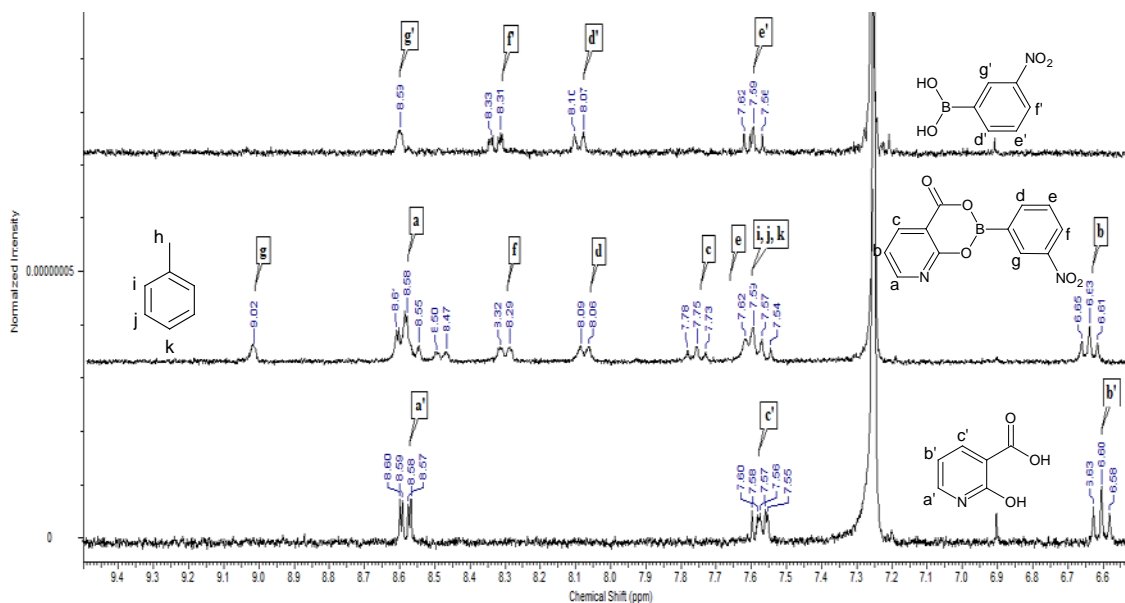 g'
f'
d'
e'
8.59
8.33
8.31
8.10
8.07
7.62
7.59
7.56
NO₂
HO
B
HO
g'
f'
e'
d'
Normalized Intensity
0.00000005
0
h
i
j
k
g
a
f
d
c
e
i, j, k
b
9.02
8.58
8.55
8.50
8.47
8.32
8.29
8.09
8.06
7.78
7.75
7.73
7.62
7.59
7.57
7.54
6.65
6.63
6.61
O
O
B
O
N
c
b
a
d
e
f
g
NO₂
a'
c'
b'
8.60
8.59
8.58
8.57
7.60
7.58
7.57
7.56
7.55
6.63
6.60
6.58
O
OH
OH
N
c'
b'
a'
9.4 9.3 9.2 9.1 9.0 8.9 8.8 8.7 8.6 8.5 8.4 8.3 8.2 8.1 8.0 7.9 7.8 7.7 7.6 7.5 7.4 7.3 7.2 7.1 7.0 6.9 6.8 6.7 6.6
Chemical Shift (ppm)